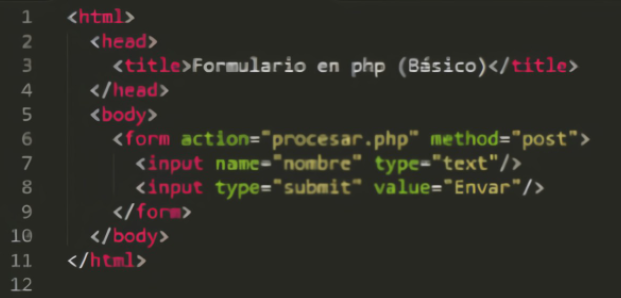 1 <html>
2 <head>
3 <title>Formulario en php (Básico)</title>
4 </head>
5 <body>
6 <form action="procesar.php" method="post">
7 <input name="nombre" type="text"/>
8 <input type="submit" value="Envar"/>
9 </form>
10 </body>
11 </html>
12